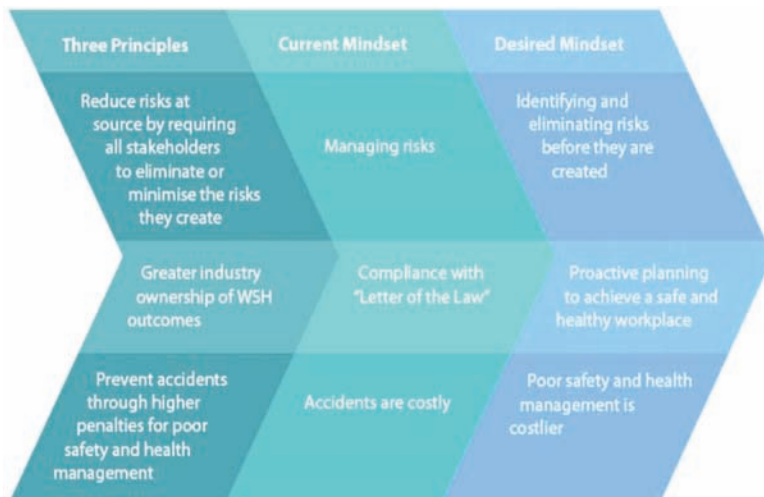 Three Principles
Current Mindset
Desired Mindset
Reduce risks at
source by requiring
all stakeholders
to eliminate or
minimise the risks
they create
Managing risks
Identifying and
eliminating risks
before they are
created
Greater industry
ownership of WSH
outcomes
Compliance with
"Letter of the Law"
Proactive planning
to achieve a safe and
healthy workplace
Prevent accidents
through higher
penalties for poor
safety and health
management
Accidents are costly
Poor safety and health
management is
costlier